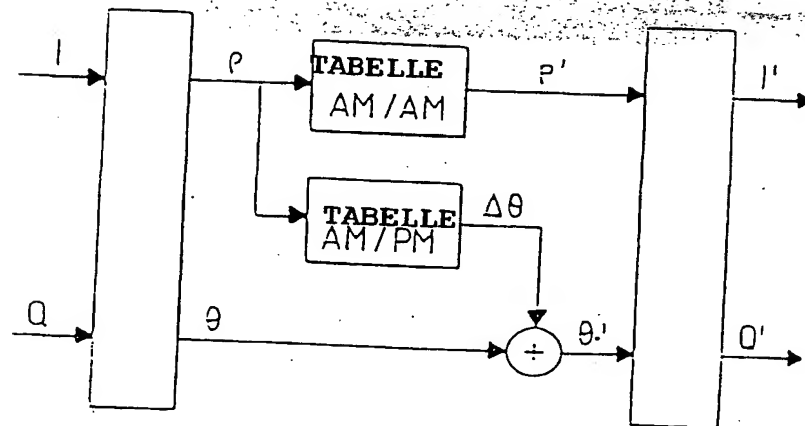 I
ρ
TABELLE
AM/AM
ρ'
I'
TABELLE
AM/PM
Δθ
Q
θ
÷
θ'
Q'